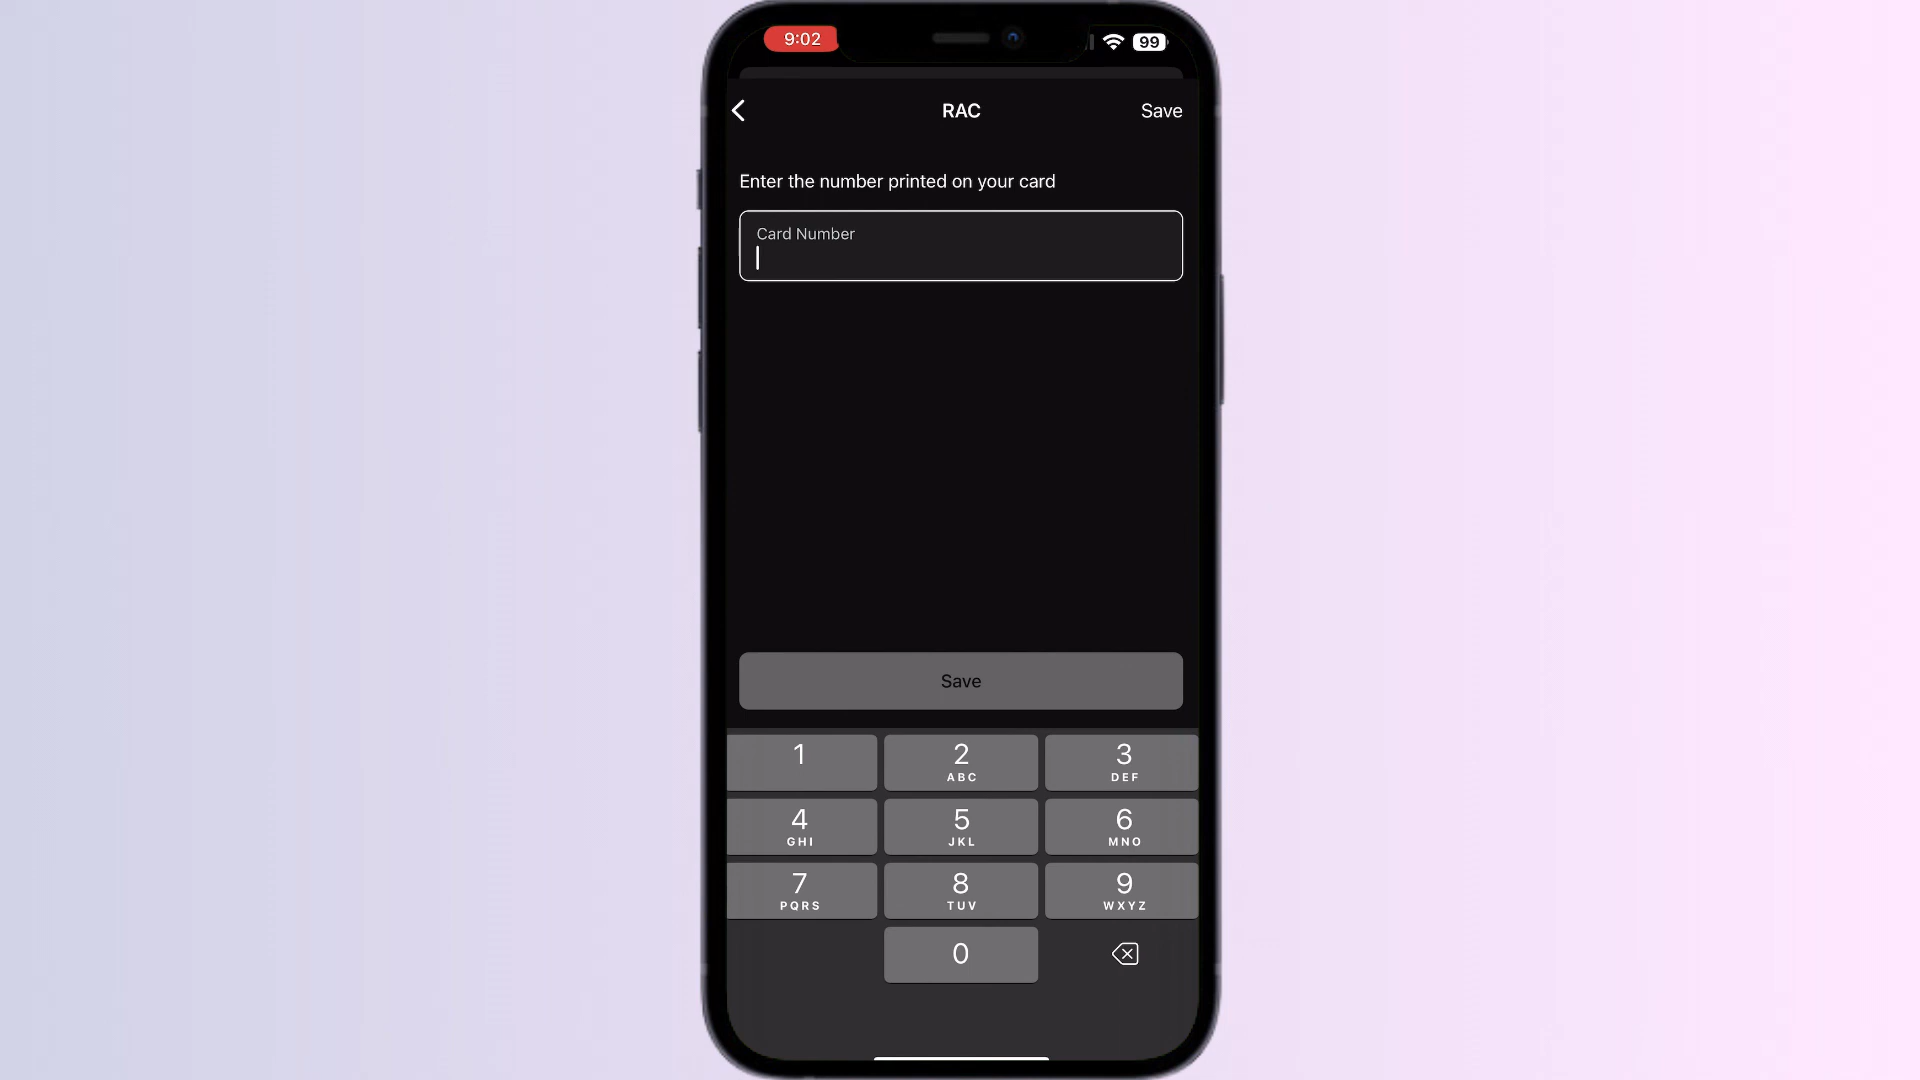 9:02
99
RAC
Save
Enter the number printed on your card
Card Number
Save
1
2
ABC
3
DEF
4
GHI
5
JKL
6
MNO
7
PQRS
8
TUV
9
WXYZ
0